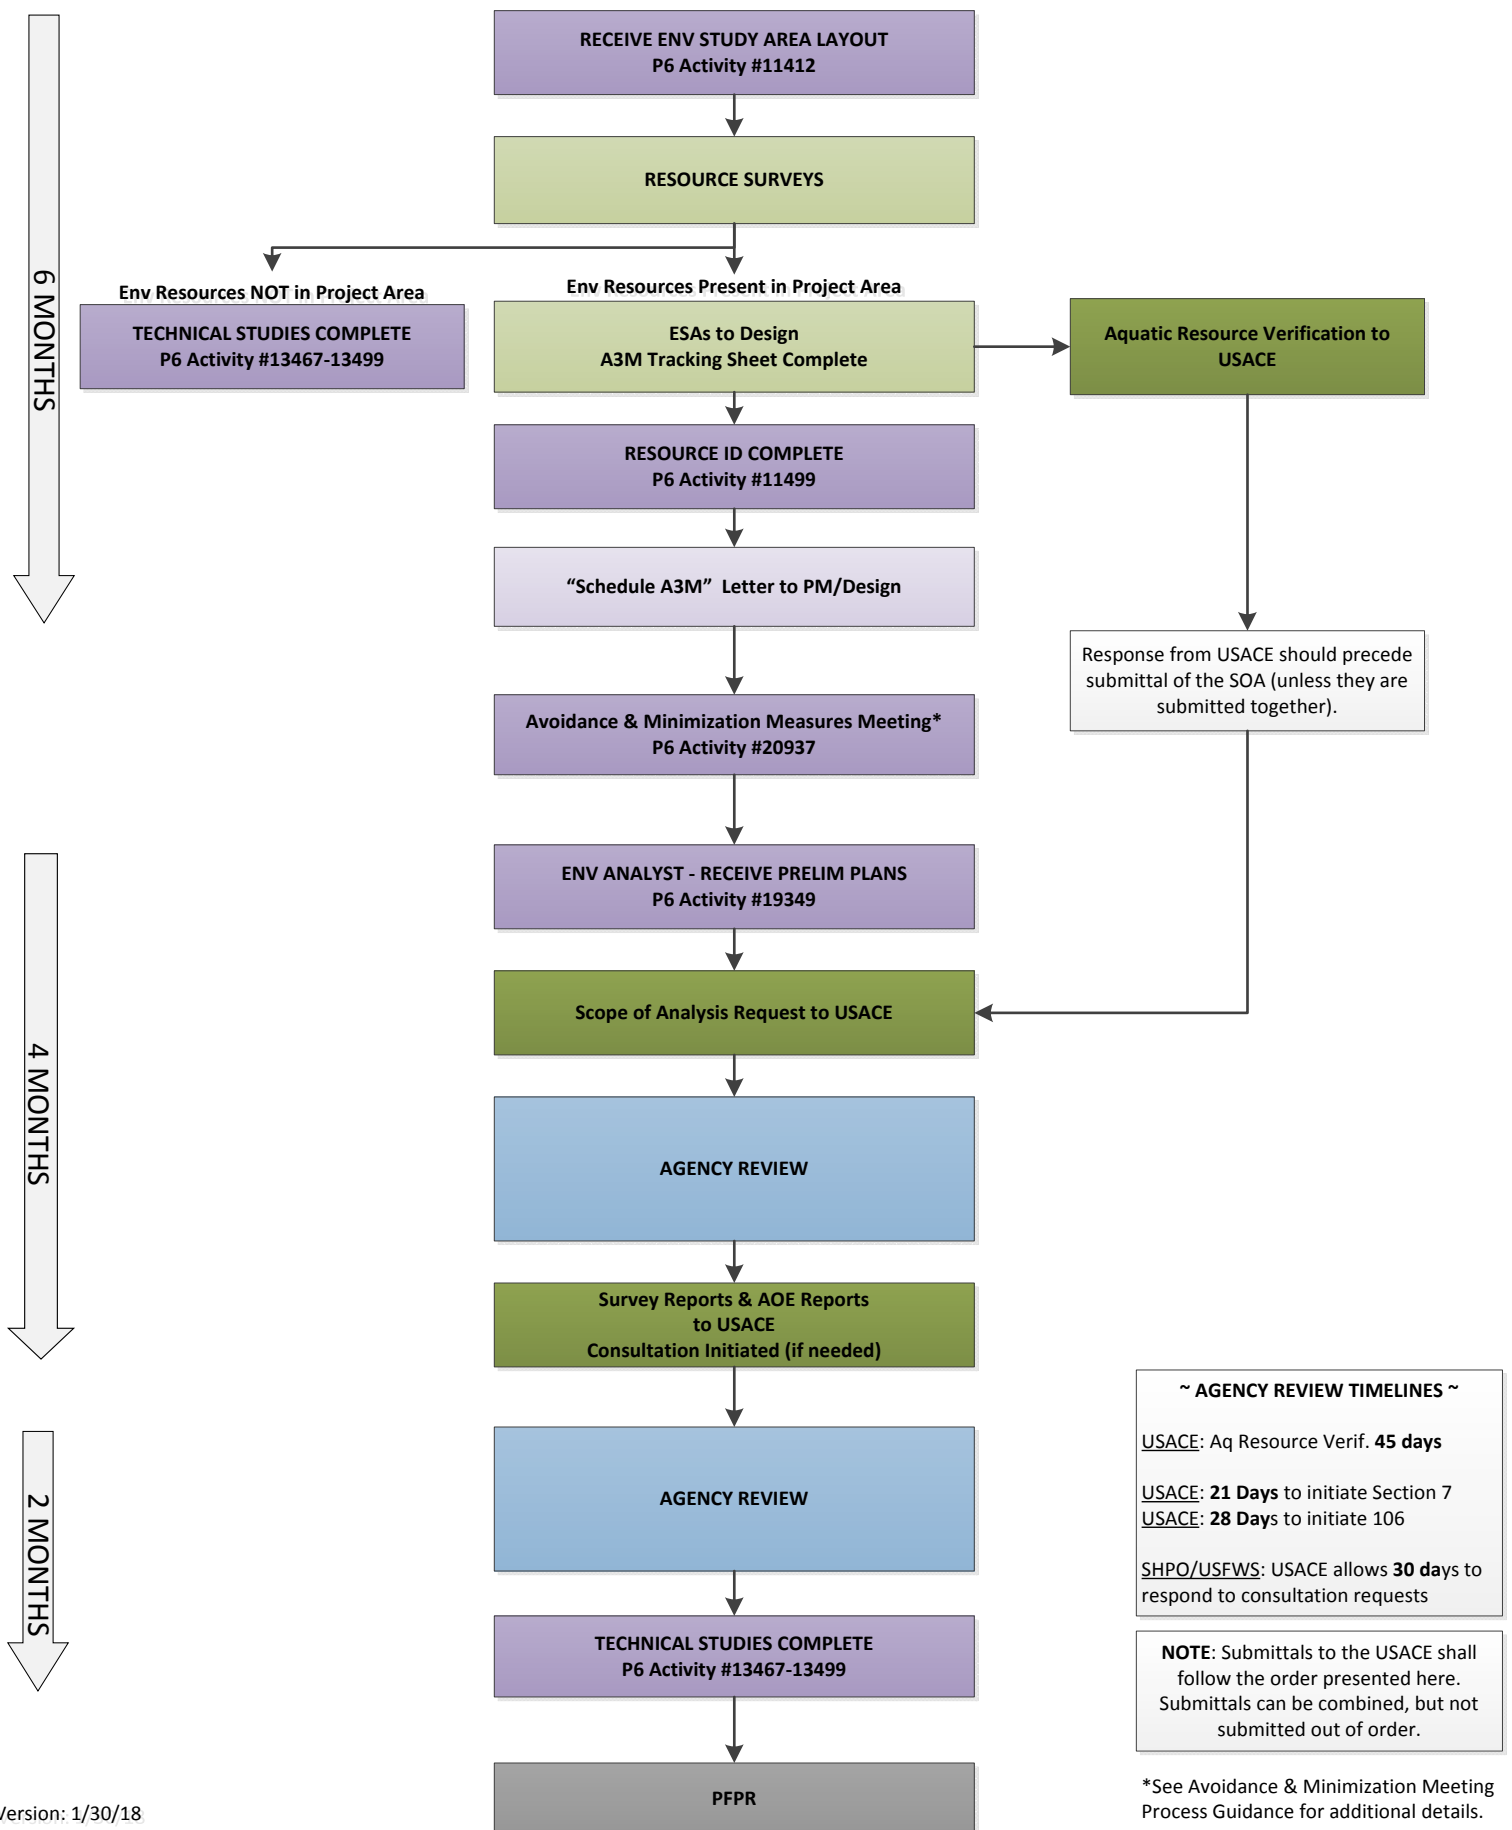 RECEIVE ENV STUDY AREA LAYOUT
P6 Activity #11412
RESOURCE SURVEYS
6 MONTHS
Env Resources NOT in Project Area
TECHNICAL STUDIES COMPLETE
P6 Activity #13467-13499
Env Resources Present in Project Area
ESAs to Design
A3M Tracking Sheet Complete
Aquatic Resource Verification to
USACE
RESOURCE ID COMPLETE
P6 Activity #11499
“Schedule A3M” Letter to PM/Design
Response from USACE should precede
submittal of the SOA (unless they are
submitted together).
Avoidance & Minimization Measures Meeting*
P6 Activity #20937
4 MONTHS
ENV ANALYST - RECEIVE PRELIM PLANS
P6 Activity #19349
Scope of Analysis Request to USACE
AGENCY REVIEW
Survey Reports & AOE Reports
to USACE
Consultation Initiated (if needed)
2 MONTHS
AGENCY REVIEW
TECHNICAL STUDIES COMPLETE
P6 Activity #13467-13499
PFPR
~ AGENCY REVIEW TIMELINES ~
USACE: Aq Resource Verif. 45 days
USACE: 21 Days to initiate Section 7
USACE: 28 Days to initiate 106
SHPO/USFWS: USACE allows 30 days to
respond to consultation requests
NOTE: Submittals to the USACE shall
follow the order presented here.
Submittals can be combined, but not
submitted out of order.
*See Avoidance & Minimization Meeting
Process Guidance for additional details.
Version: 1/30/18